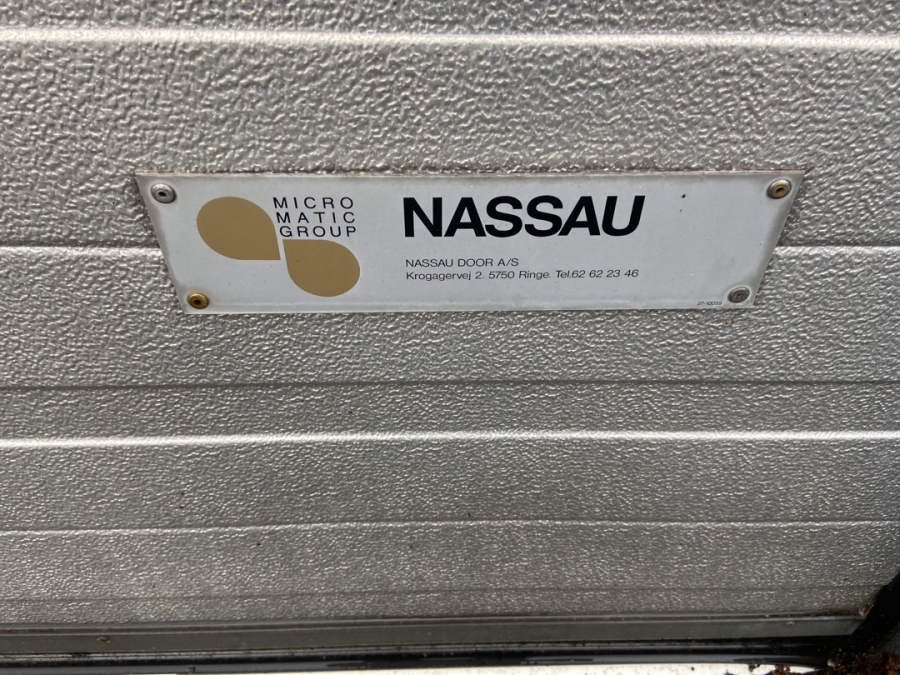 MICRO
MATIC
GROUP
NASSAU
NASSAU DOOR A/S
Krogagervej 2. 5750 Ringe. Tel.62 62 23 46